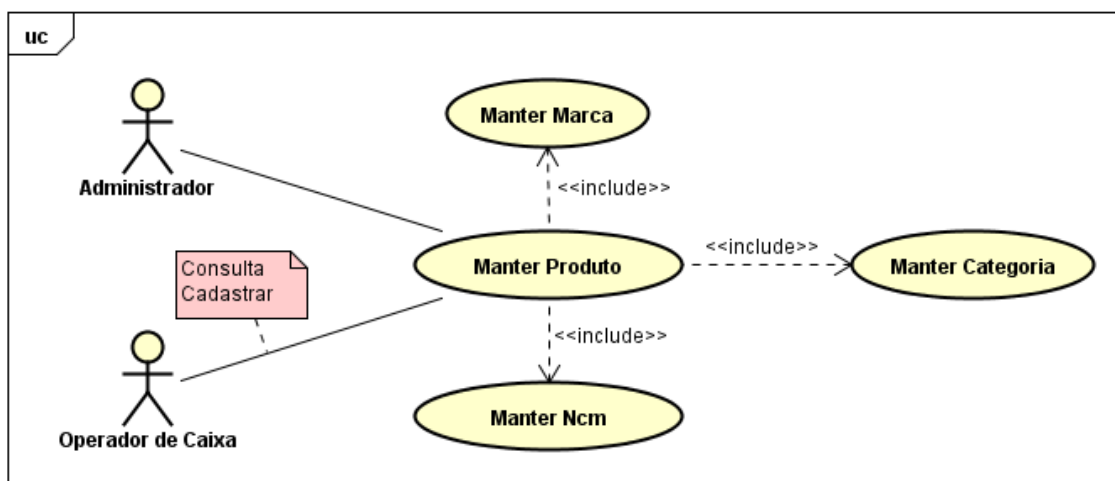 uc
Manter Marca
Administrador
<<include>>
<<include>>
Consulta
Cadastrar
Manter Produto
Manter Categoria
<<include>>
Manter Ncm
Operador de Caixa